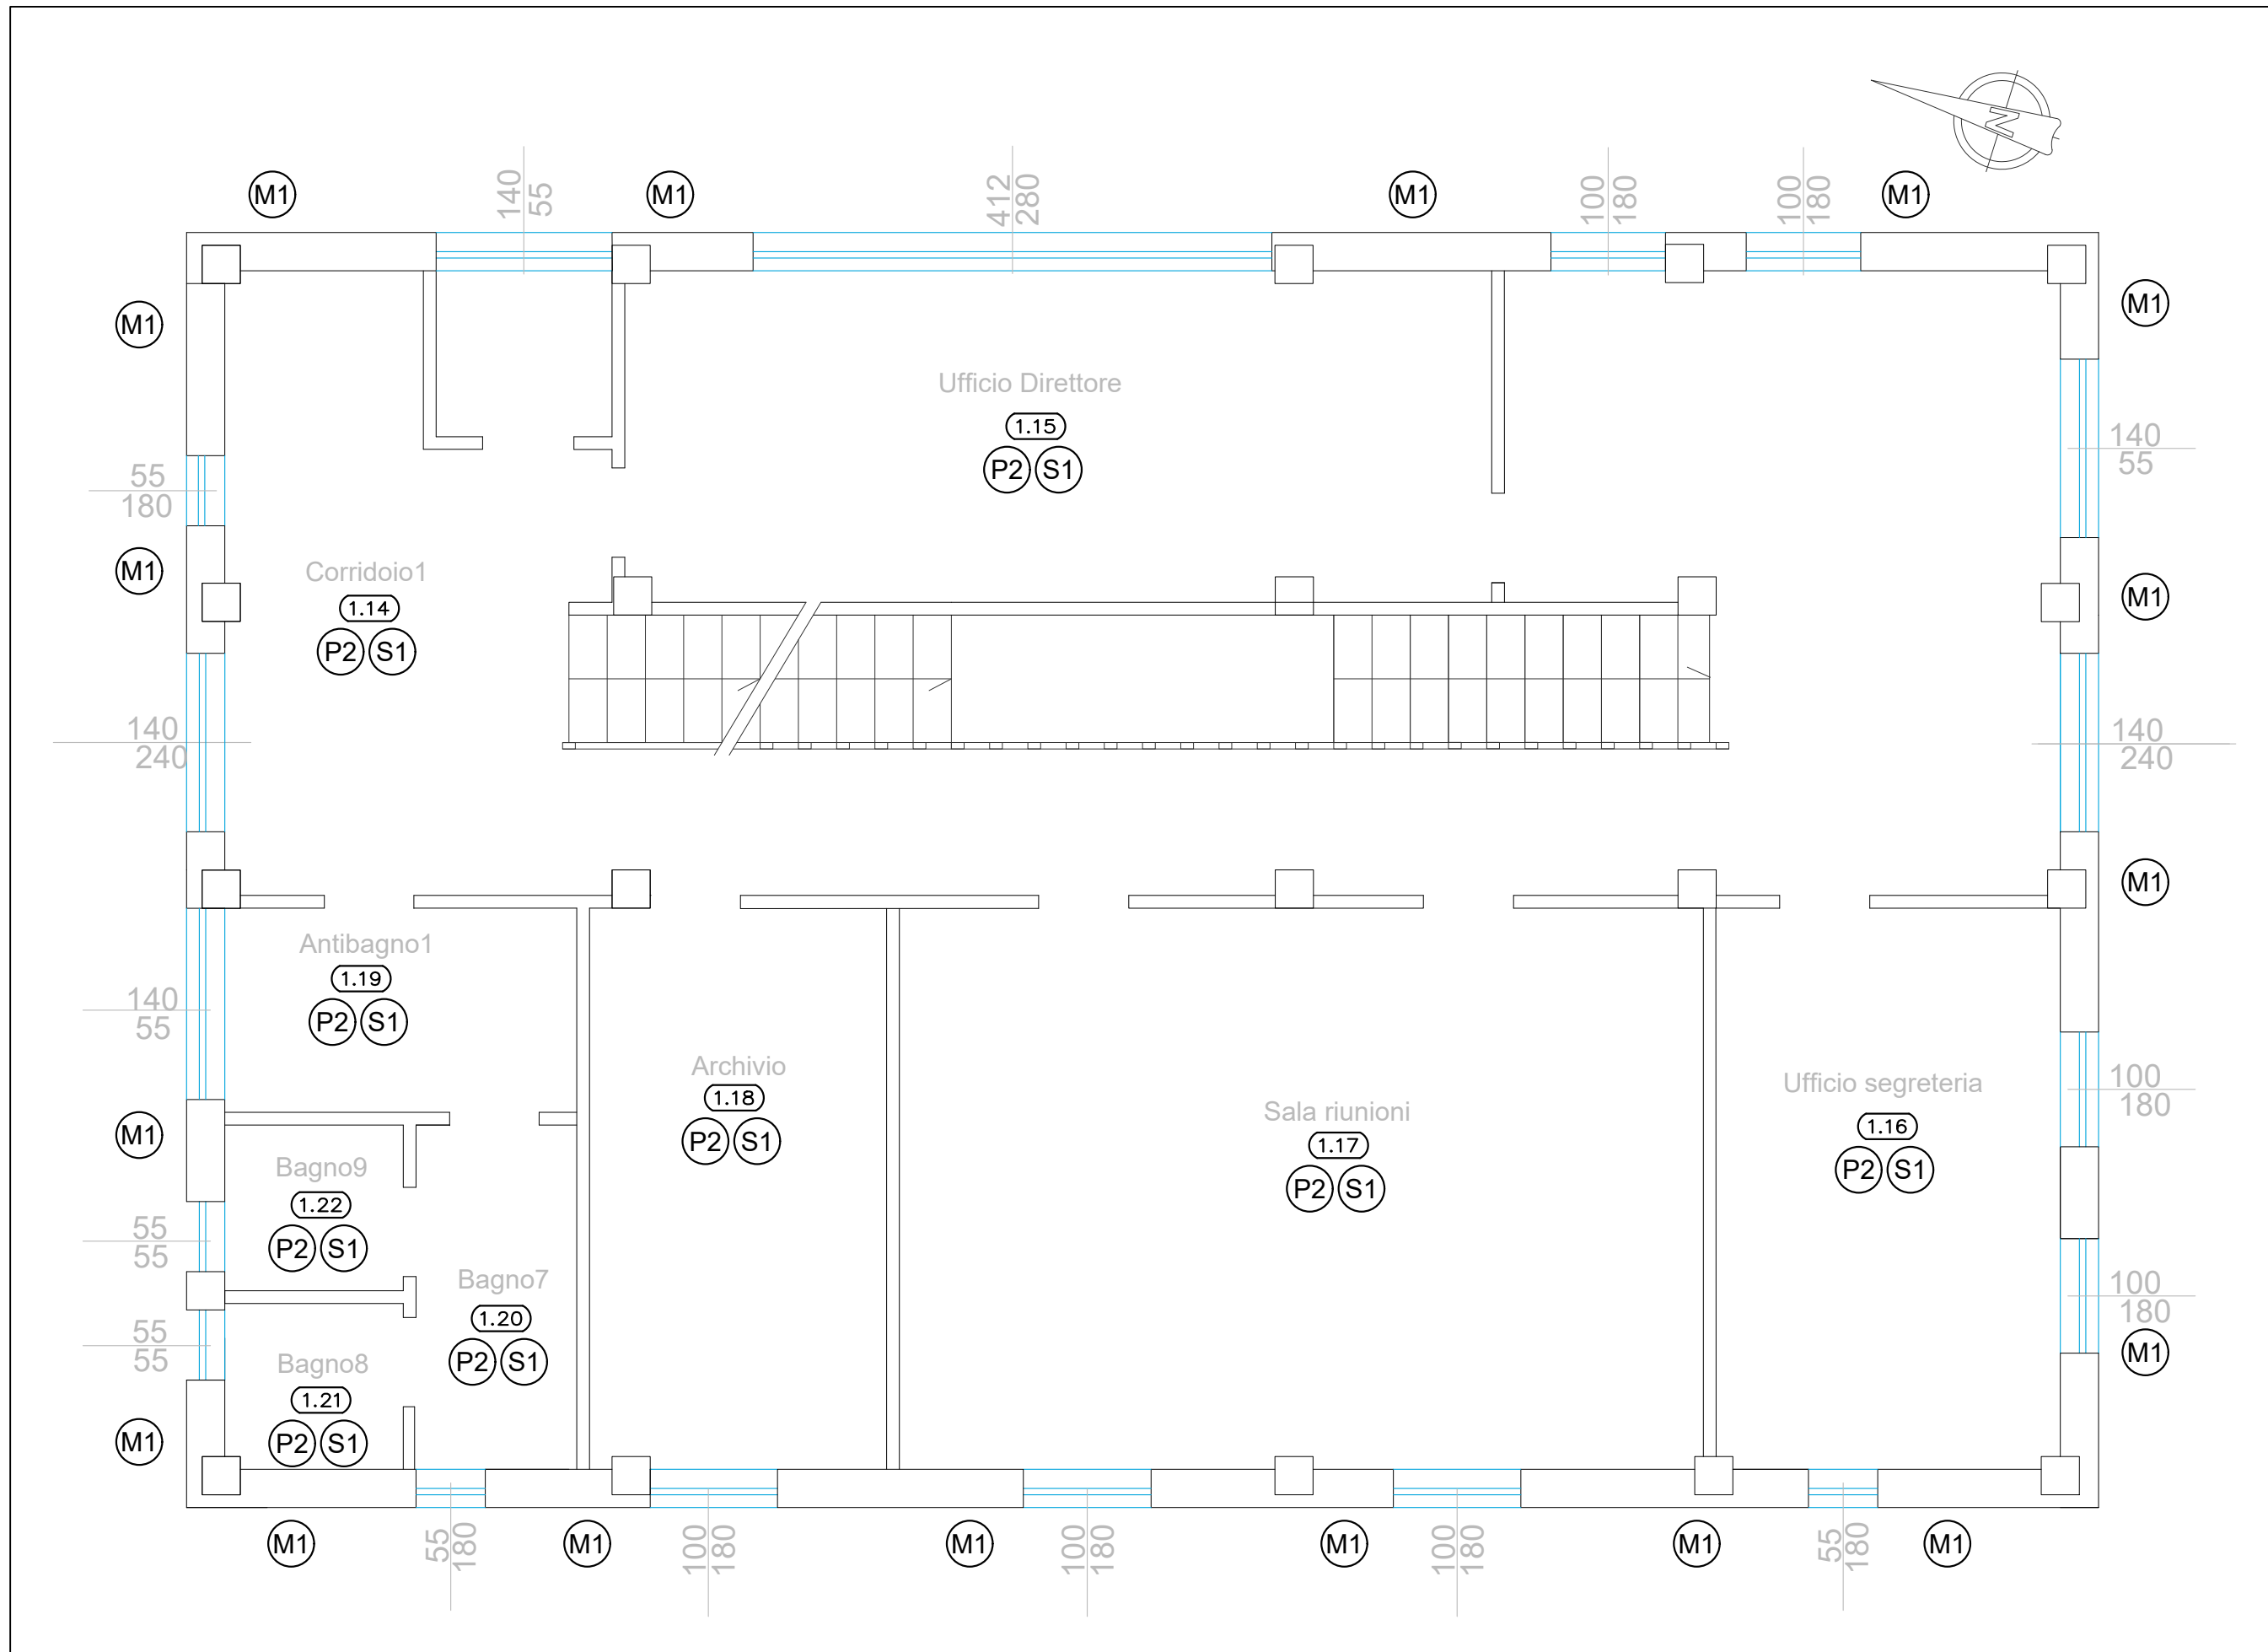 N
M1
M1
M1
M1
140
55
412
280
100
180
100
180
M1
M1
Ufficio Direttore
1.15
P2 S1
140
55
55
180
Corridoio1
1.14
P2 S1
M1
M1
140
240
140
240
M1
Antibagno1
1.19
P2 S1
140
55
Archivio
1.18
P2 S1
Sala riunioni
1.17
P2 S1
Ufficio segreteria
1.16
P2 S1
100
180
M1
Bagno9
1.22
P2 S1
55
55
Bagno7
1.20
P2 S1
100
180
55
55
Bagno8
1.21
P2 S1
M1
M1
M1
55
180
M1
100
180
M1
100
180
M1
100
180
M1
55
180
M1